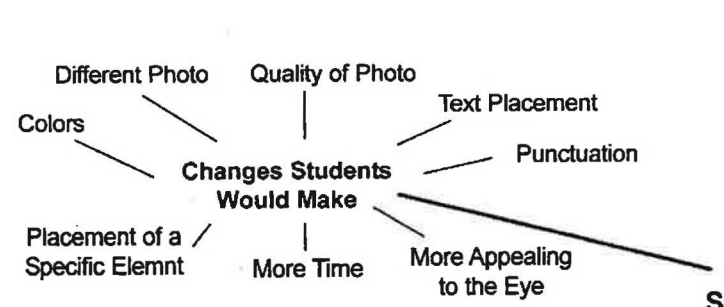 Different Photo
Quality of Photo
Text Placement
Colors
Punctuation
Changes Students
Would Make
Placement of a
Specific Elemnt
More Time
More Appealing
to the Eye
S